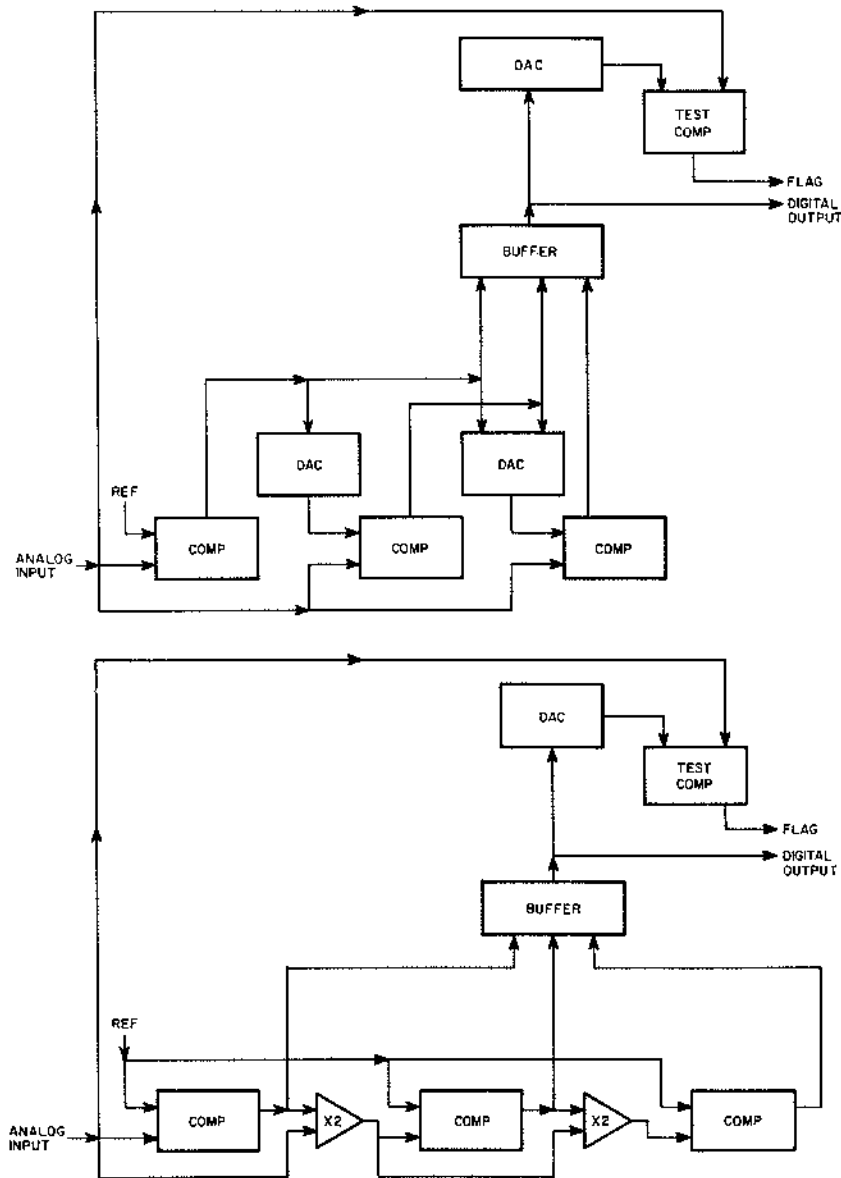 DAC
TEST
COMP
FLAG
DIGITAL
OUTPUT
BUFFER
DAC
DAC
REF
COMP
COMP
COMP
ANALOG
INPUT
DAC
TEST
COMP
FLAG
DIGITAL
OUTPUT
BUFFER
REF
COMP
X2
COMP
X2
COMP
ANALOG
INPUT